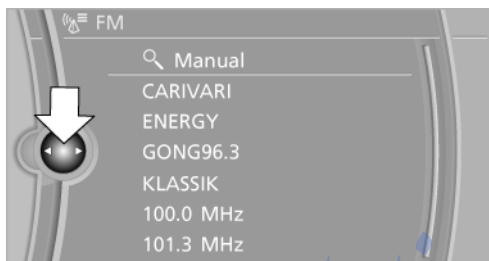 FM
Manual
CARIVARI
ENERGY
GONG96.3
KLASSIK
100.0 MHz
101.3 MHz